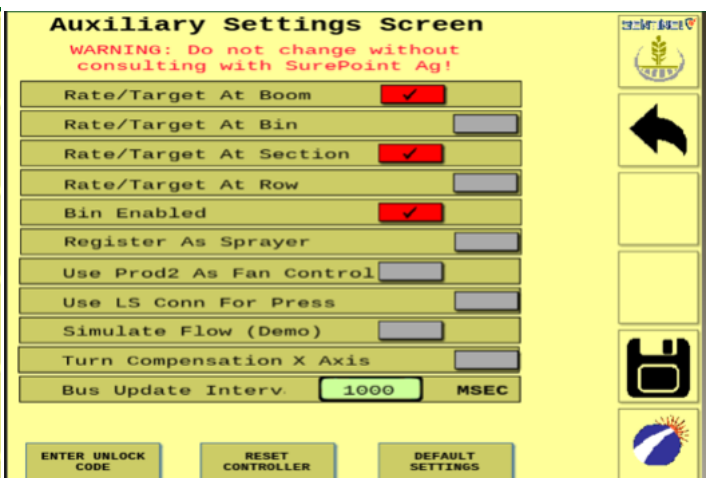 Auxiliary Settings Screen
WARNING: Do not change without
consulting with SurePoint Ag!
Rate/Target At Boom
Rate/Target At Bin
Rate/Target At Section
Rate/Target At Row
Bin Enabled
Register As Sprayer
Use Prod2 As Fan Control
Use LS Conn For Press
Simulate Flow (Demo)
Turn Compensation X Axis
Bus Update Interv. 1000 MSEC
ENTER UNLOCK
CODE
RESET
CONTROLLER
DEFAULT
SETTINGS